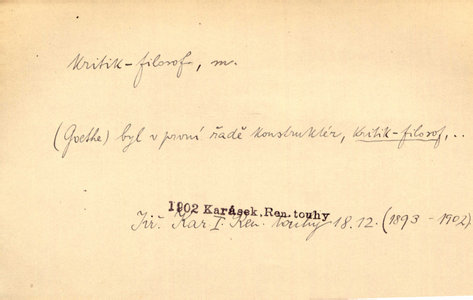 kritik-filosof, m.
(Goethe) byl v první řadě konstruktér, kritik-filosof,..
1902 Karásek, Ren. touhy
Jiř. Kar I. Ren. touhy 18.12. (1893 - 1902)